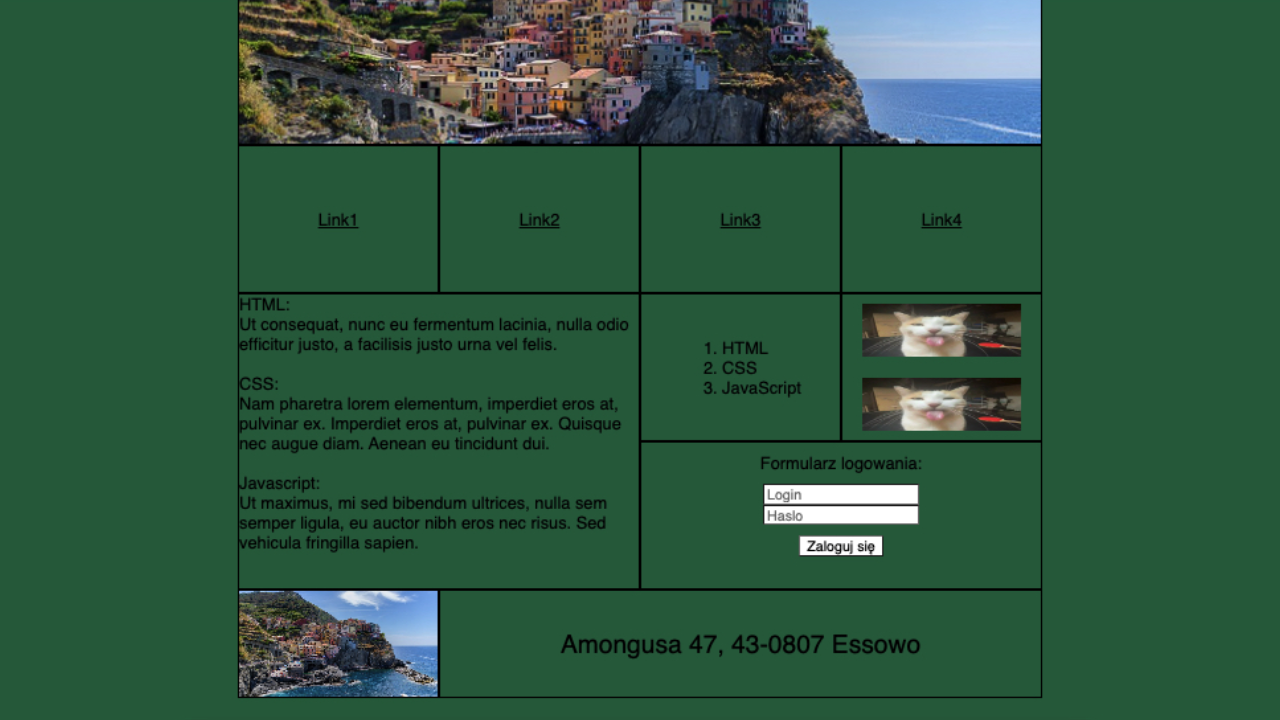 Link1
Link2
Link3
Link4
HTML:
Ut consequat, nunc eu fermentum lacinia, nulla odio
efficitur justo, a facilisis justo urna vel felis.
CSS:
Nam pharetra lorem elementum, imperdiet eros at,
pulvinar ex. Imperdiet eros at, pulvinar ex. Quisque
nec augue diam. Aenean eu tincidunt dui.
Javascript:
Ut maximus, mi sed bibendum ultrices, nulla sem
semper ligula, eu auctor nibh eros nec risus. Sed
vehicula fringilla sapien.
1. HTML
2. CSS
3. JavaScript
Formularz logowania:
Login
Haslo
Zaloguj się
Amongusa 47, 43-0807 Essowo